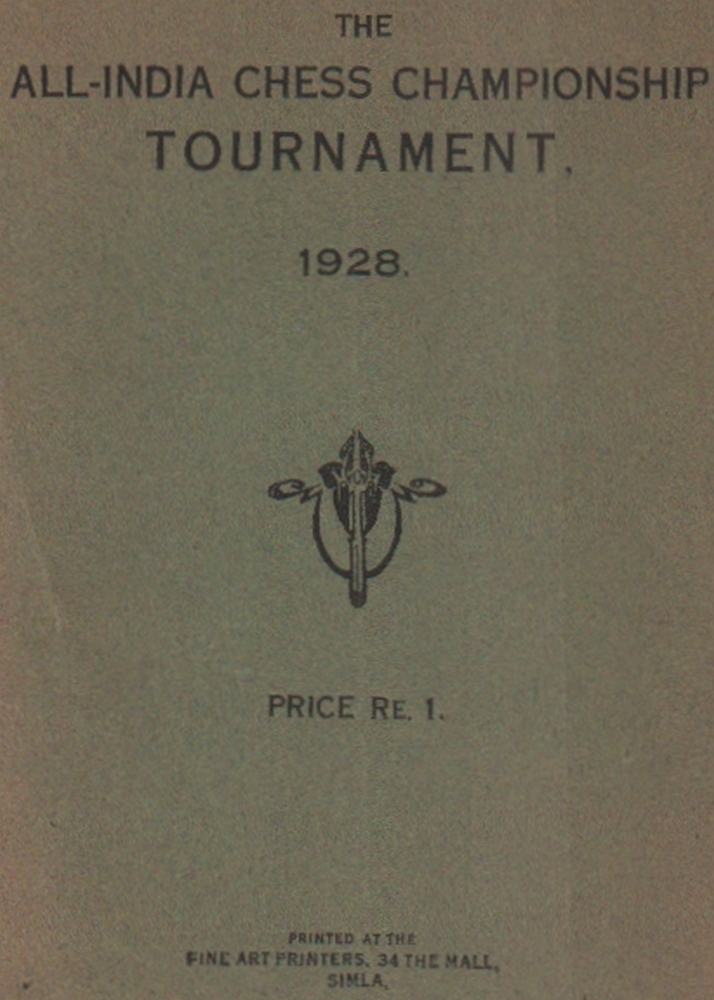 THE
ALL-INDIA CHESS CHAMPIONSHIP
TOURNAMENT.
1928.
PRICE RE. 1.
PRINTED AT THE
FINE ART PRINTERS, 34 THE MALL,
SIMLA.